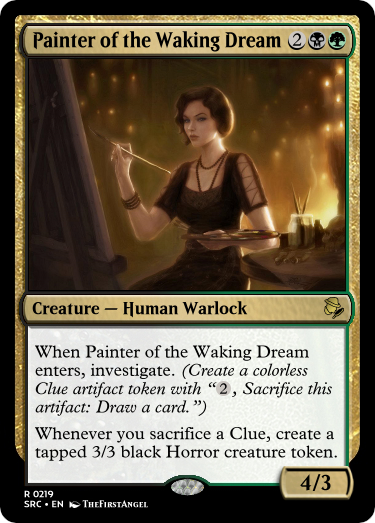 Painter of the Waking Dream 2
Creature — Human Warlock
When Painter of the Waking Dream
enters, investigate. (Create a colorless
Clue artifact token with “2, Sacrifice this
artifact: Draw a card.”)
Whenever you sacrifice a Clue, create a
tapped 3/3 black Horror creature token.
4/3
R 0219
SRC • EN TheFirstAngel